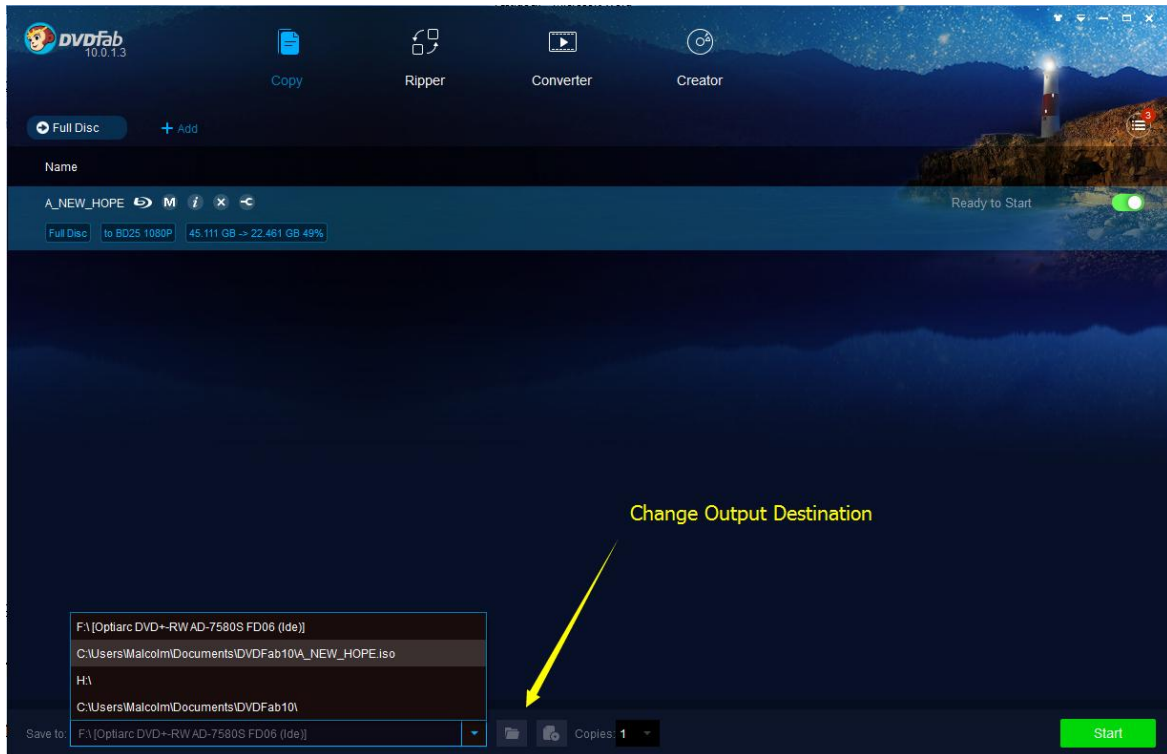 DVDFab
10.0.1.3
Copy
Ripper
Converter
Creator
Full Disc
+ Add
3
Name
A_NEW_HOPE
M i
Ready to Start
Full Disc
to BD25 1080P
45.111 GB -> 22.461 GB 49%
Change Output Destination
F:\ [Optiarc DVD+-RW AD-7580S FD06 (Ide)]
C:\Users\Malcolm\Documents\DVDFab10\A_NEW_HOPE.iso
H:\
C:\Users\Malcolm\Documents\DVDFab10\
Save to: F:\ [Optiarc DVD+-RW AD-7580S FD06 (Ide)]
Copies: 1
Start